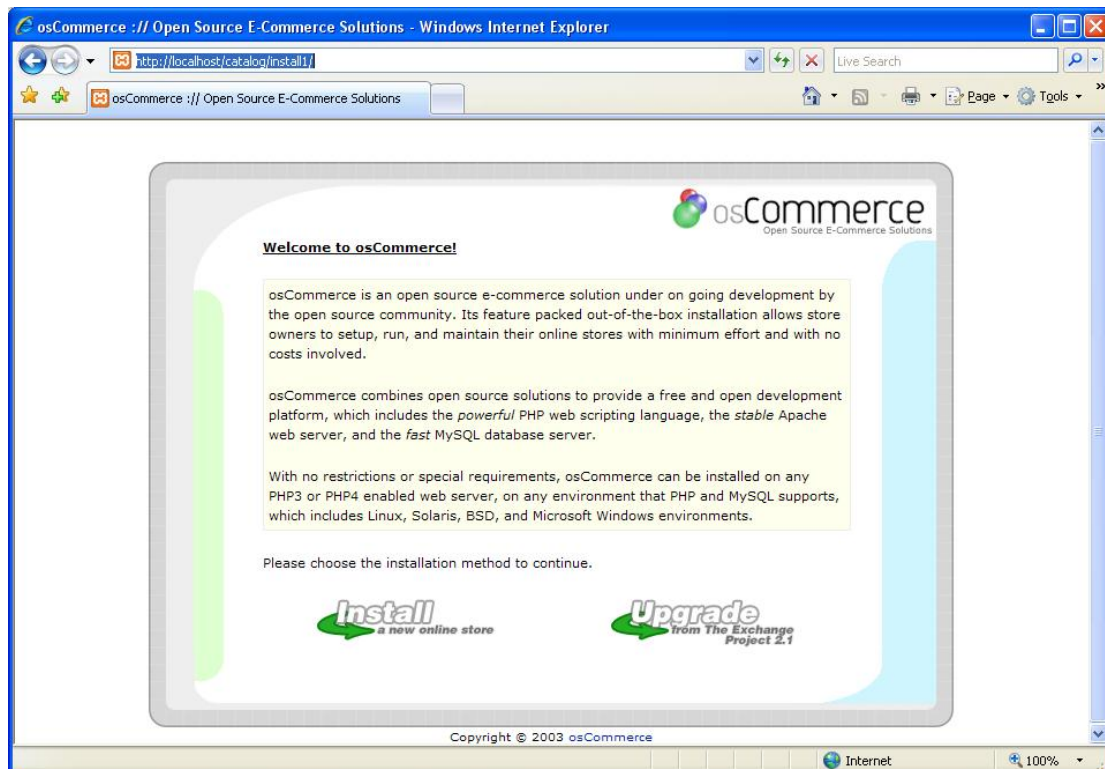 osCommerce :// Open Source E-Commerce Solutions - Windows Internet Explorer
http://localhost/catalog/install1/
Live Search
osCommerce :// Open Source E-Commerce Solutions
Page
Tools
»
osCommerce
Open Source E-Commerce Solutions
Welcome to osCommerce!
osCommerce is an open source e-commerce solution under on going development by
the open source community. Its feature packed out-of-the-box installation allows store
owners to setup, run, and maintain their online stores with minimum effort and with no
costs involved.
osCommerce combines open source solutions to provide a free and open development
platform, which includes the powerful PHP web scripting language, the stable Apache
web server, and the fast MySQL database server.
With no restrictions or special requirements, osCommerce can be installed on any
PHP3 or PHP4 enabled web server, on any environment that PHP and MySQL supports,
which includes Linux, Solaris, BSD, and Microsoft Windows environments.
Please choose the installation method to continue.
Install
a new online store
Upgrade
from The Exchange
Project 2.1
Copyright © 2003 osCommerce
Internet
100%